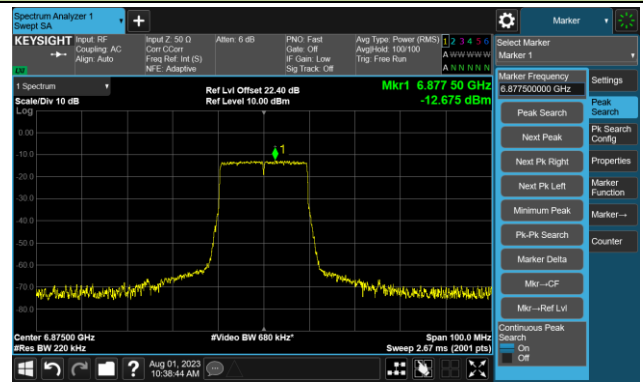 Spectrum Analyzer 1
Swept SA
Marker
KEYSIGHT
Input: RF
Coupling: AC
Align: Auto
Input Z: 50 Ω
Corr CCorr
Freq Ref: Int (S)
NFE: Adaptive
Atten: 6 dB
PNO: Fast
Gate: Off
IF Gain: Low
Sig Track: Off
Avg Type: Power (RMS)
Avg|Hold: 100/100
Trig: Free Run
1 2 3 4 5 6
A W W W W W
A N N N N N
Select Marker
Marker 1
1 Spectrum
Scale/Div 10 dB
Log
Ref Lvl Offset 22.40 dB
Ref Level 10.00 dBm
Mkr1 6.877 50 GHz
-12.675 dBm
0.00
-10.0
-20.0
-30.0
-40.0
-50.0
-60.0
-70.0
-80.0
1
Center 6.87500 GHz
#Res BW 220 kHz
#Video BW 680 kHz*
Span 100.0 MHz
Sweep 2.67 ms (2001 pts)
Marker Frequency
6.877500000 GHz
Peak Search
Next Peak
Next Pk Right
Next Pk Left
Minimum Peak
Pk-Pk Search
Marker Delta
Mkr→CF
Mkr→Ref Lvl
Continuous Peak
Search
On
Off
Settings
Peak
Search
Pk Search
Config
Properties
Marker
Function
Marker→
Counter
Aug 01, 2023
10:38:44 AM